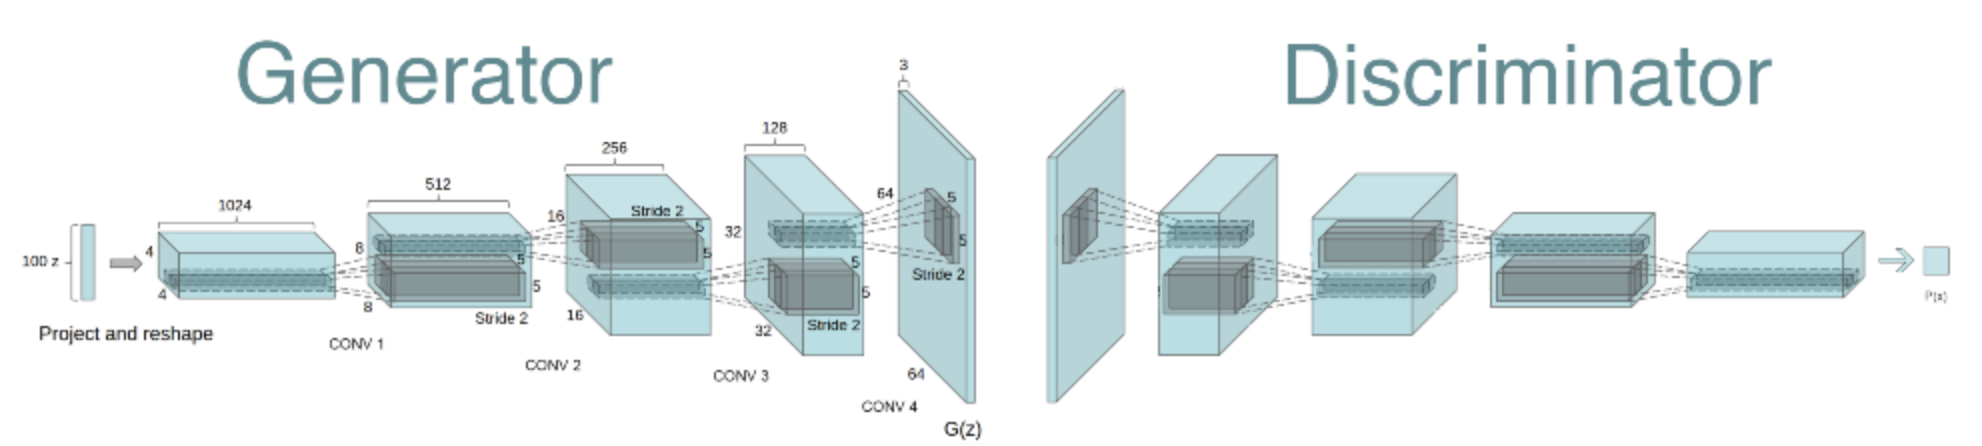 Generator
Discriminator
3
128
256
512
1024
64
5
16
Stride 2
32
5
5
4
8
5
100 z
5
5
Stride 2
4
5
5
8
Stride 2
16
32
Stride 2
P(x)
Project and reshape
CONV 1
CONV 2
CONV 3
64
CONV 4
G(z)